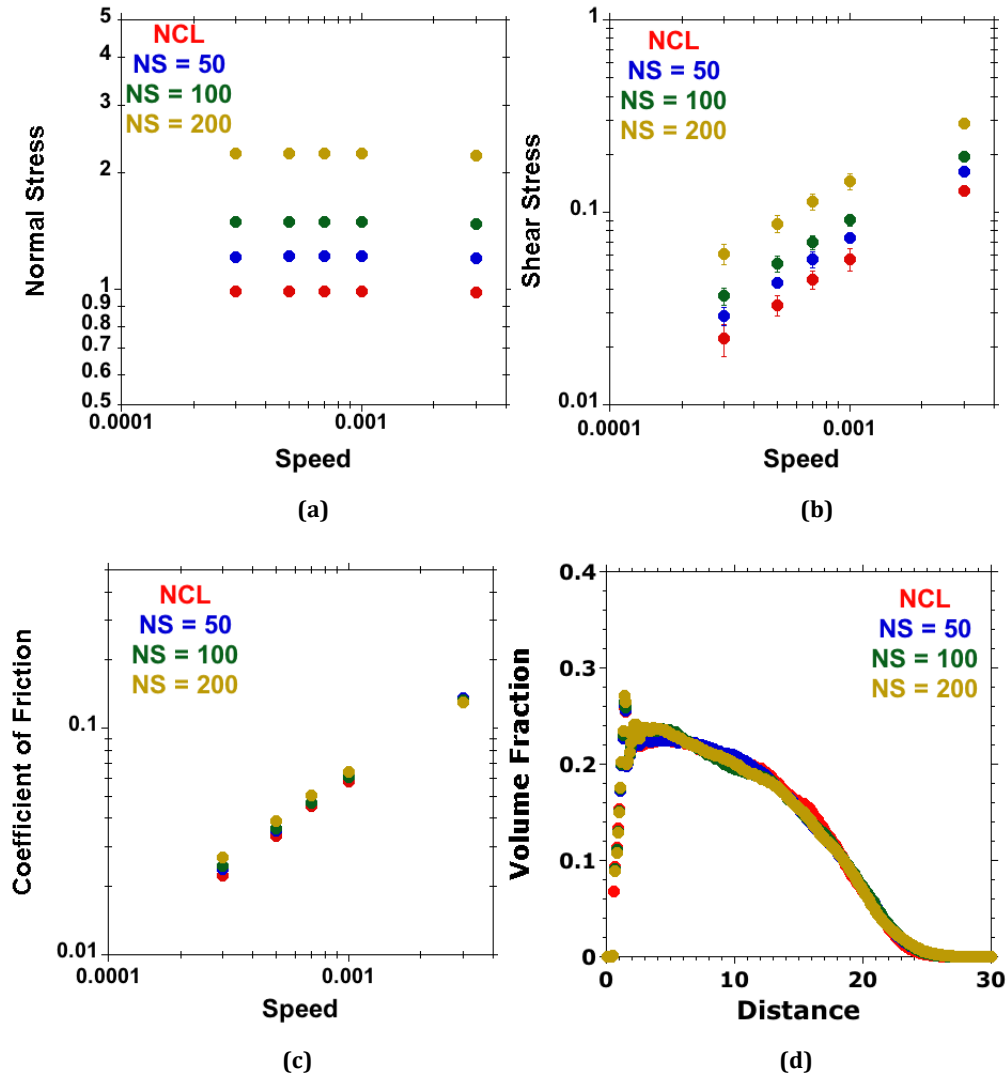 5
4
3
2
1
0.9
0.8
0.7
0.6
0.5
0.0001
0.001
Normal Stress
Speed
NCL
NS = 50
NS = 100
NS = 200
(a)
1
0.1
0.01
0.0001
0.001
Shear Stress
Speed
NCL
NS = 50
NS = 100
NS = 200
(b)
0.1
0.01
0.0001
0.001
Coefficient of Friction
Speed
NCL
NS = 50
NS = 100
NS = 200
(c)
0.4
0.3
0.2
0.1
0
0
10
20
30
Volume Fraction
Distance
NCL
NS = 50
NS = 100
NS = 200
(d)